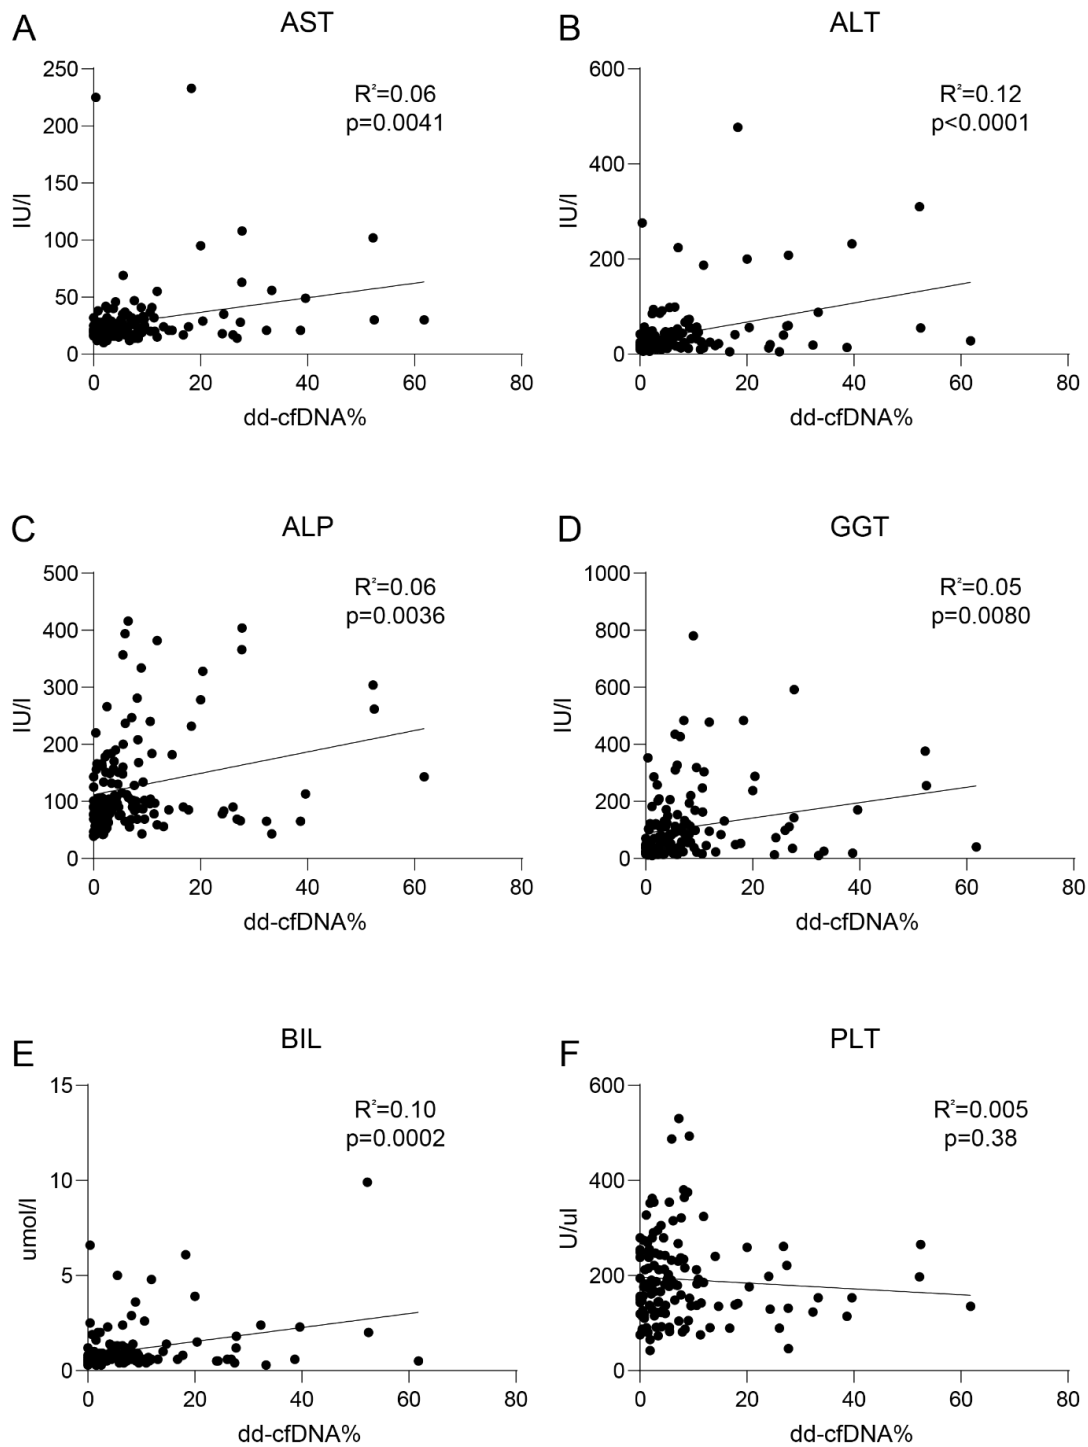 A
AST
R²=0.06
p=0.0041
IU/l
250
200
150
100
50
0
0 20 40 60 80
dd-cfDNA%
B
ALT
R²=0.12
p<0.0001
IU/l
600
400
200
0
0 20 40 60 80
dd-cfDNA%
C
ALP
R²=0.06
p=0.0036
IU/l
500
400
300
200
100
0
0 20 40 60 80
dd-cfDNA%
D
GGT
R²=0.05
p=0.0080
IU/l
1000
800
600
400
200
0
0 20 40 60 80
dd-cfDNA%
E
BIL
R²=0.10
p=0.0002
umol/l
15
10
5
0
0 20 40 60 80
dd-cfDNA%
F
PLT
R²=0.005
p=0.38
U/ul
600
400
200
0
0 20 40 60 80
dd-cfDNA%